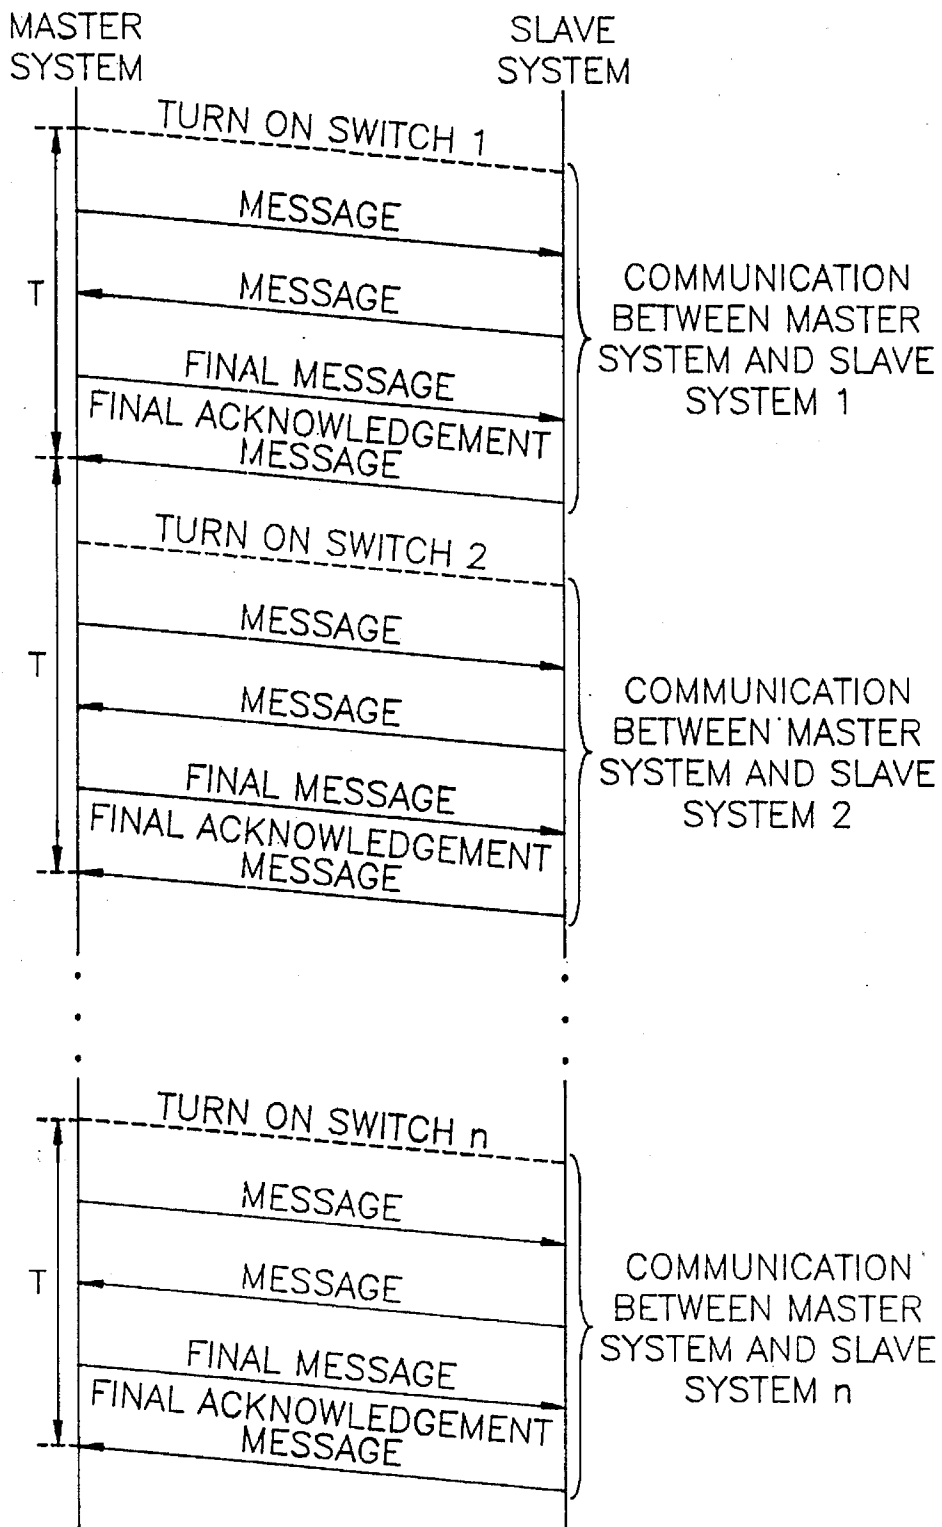 MASTER
SYSTEM
SLAVE
SYSTEM
TURN ON SWITCH 1
MESSAGE
MESSAGE
T
FINAL MESSAGE
FINAL ACKNOWLEDGEMENT
MESSAGE
COMMUNICATION
BETWEEN MASTER
SYSTEM AND SLAVE
SYSTEM 1
TURN ON SWITCH 2
MESSAGE
T
MESSAGE
FINAL MESSAGE
FINAL ACKNOWLEDGEMENT
MESSAGE
COMMUNICATION
BETWEEN MASTER
SYSTEM AND SLAVE
SYSTEM 2
TURN ON SWITCH n
MESSAGE
MESSAGE
T
FINAL MESSAGE
FINAL ACKNOWLEDGEMENT
MESSAGE
COMMUNICATION
BETWEEN MASTER
SYSTEM AND SLAVE
SYSTEM n